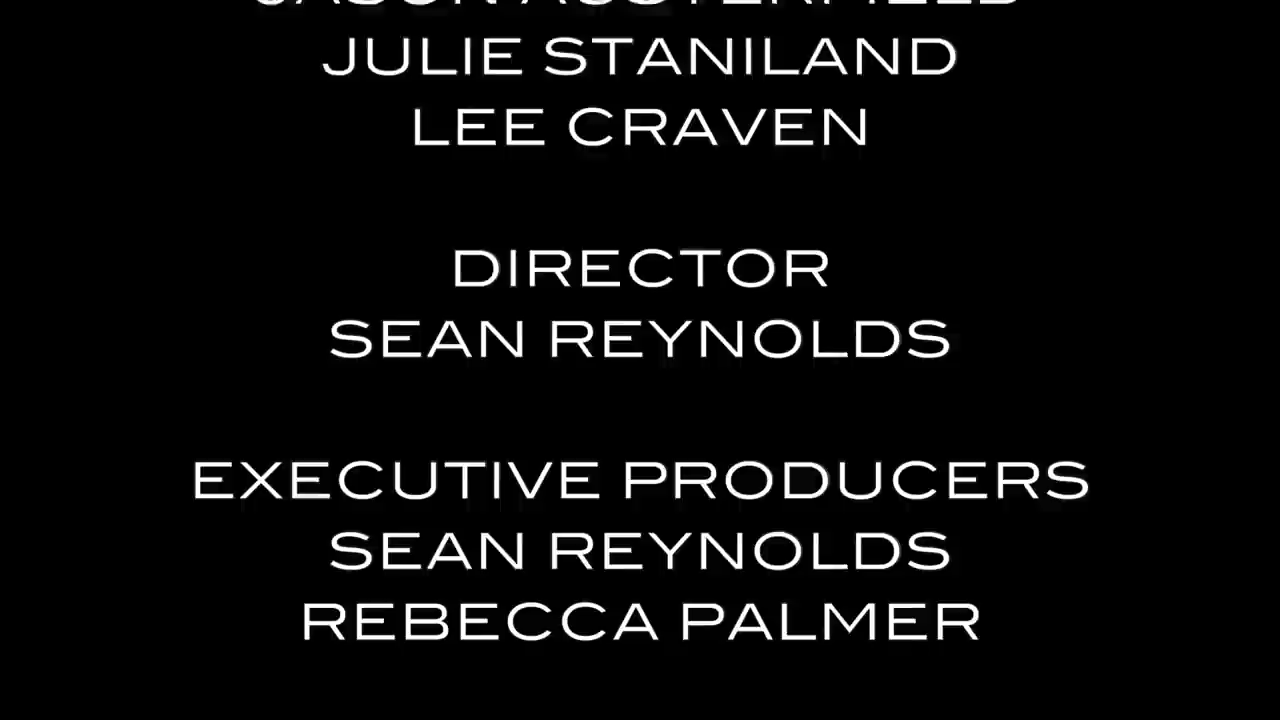 JULIE STANILAND
LEE CRAVEN
DIRECTOR
SEAN REYNOLDS
EXECUTIVE PRODUCERS
SEAN REYNOLDS
REBECCA PALMER